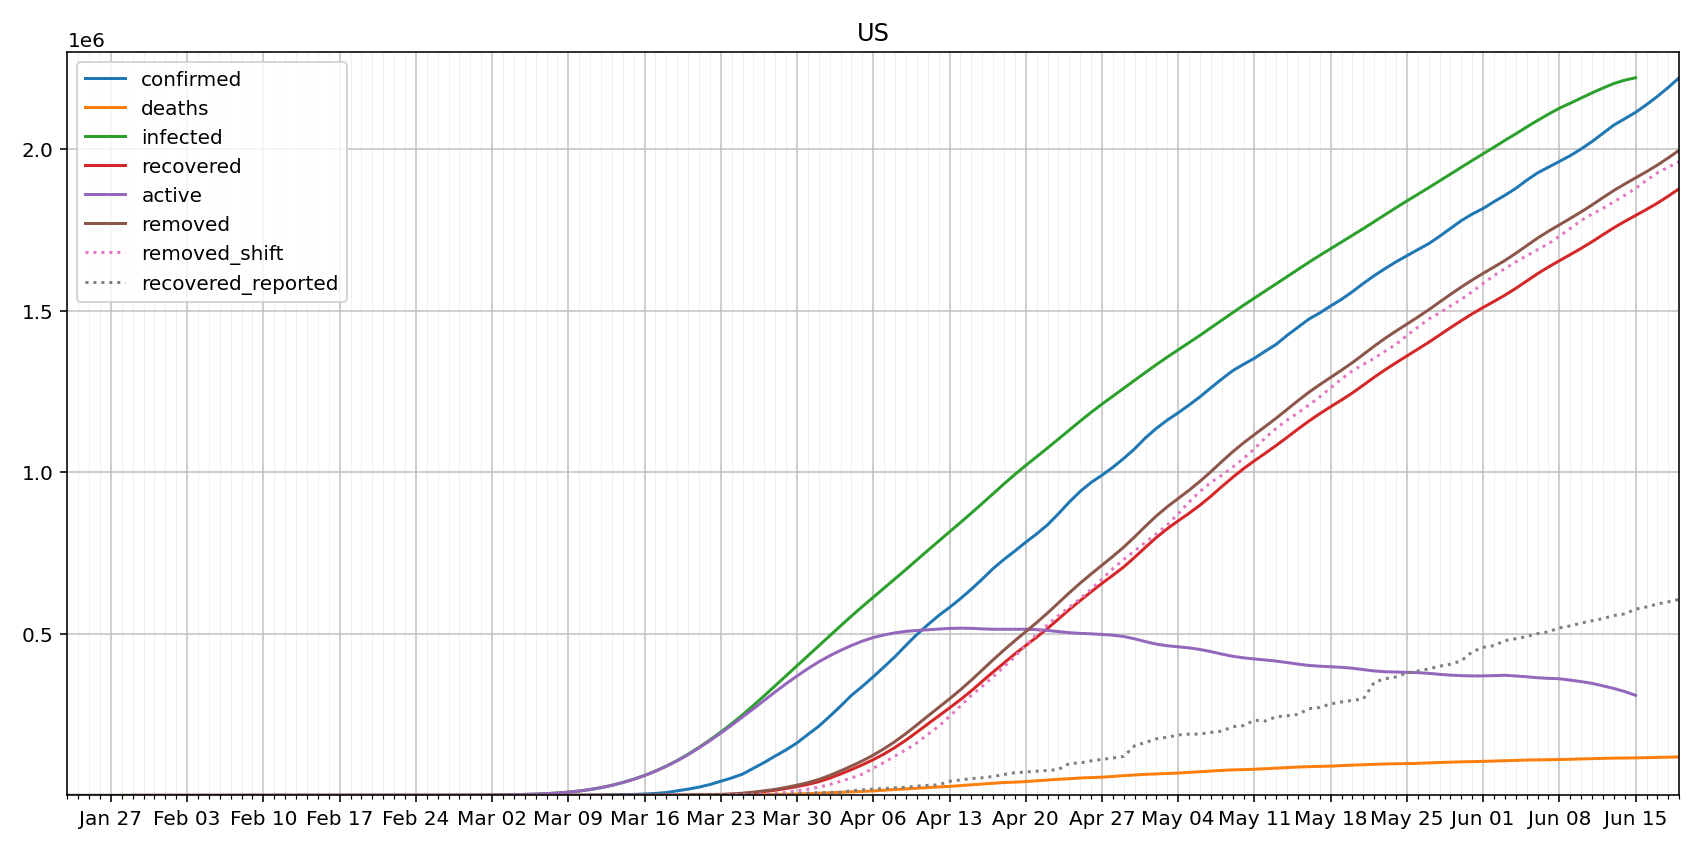 US
1e6
confirmed
deaths
infected
recovered
active
removed
removed_shift
recovered_reported
2.0
1.5
1.0
0.5
Jan 27 Feb 03 Feb 10 Feb 17 Feb 24 Mar 02 Mar 09 Mar 16 Mar 23 Mar 30 Apr 06 Apr 13 Apr 20 Apr 27 May 04 May 11 May 18 May 25 Jun 01 Jun 08 Jun 15